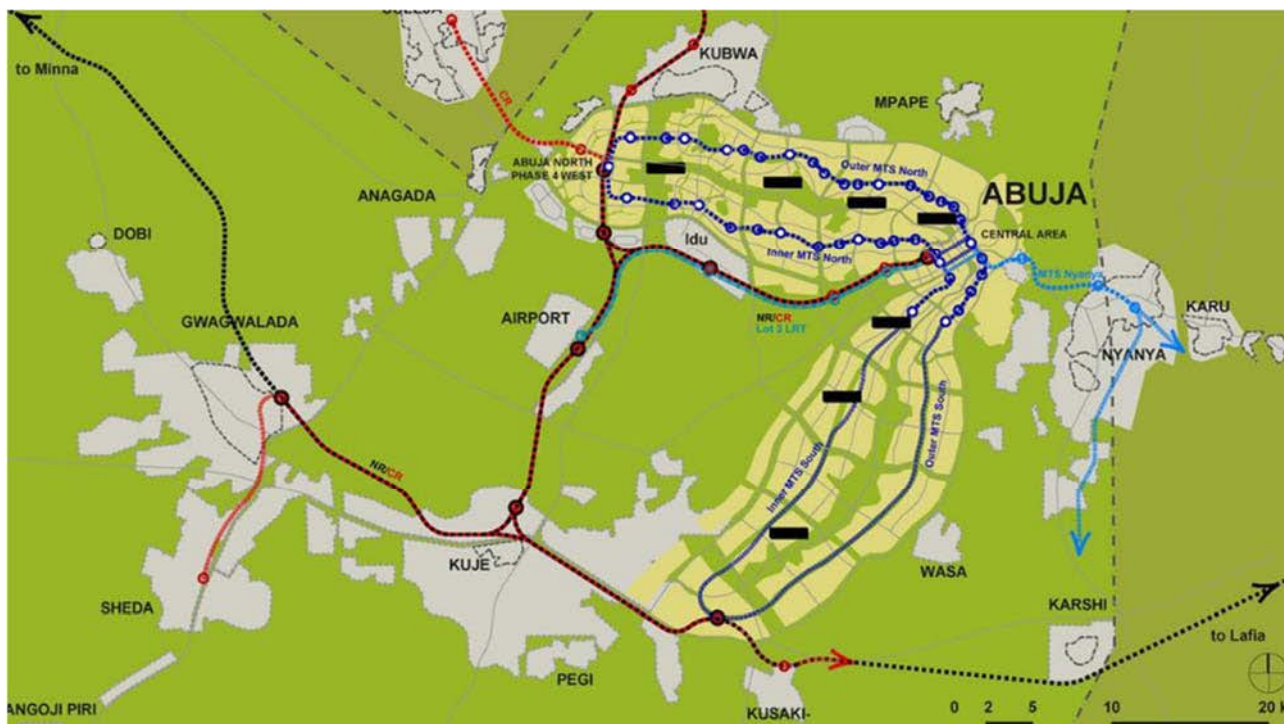 to Minna
CR
KUBWA
MPAPE
ABUJA NORTH
PHASE 4 WEST
Outer MTS North
ABUJA
ANAGADA
DOBI
Idu
CENTRAL AREA
Inner MTS North
MTS Nyanya
KARU
AIRPORT
NR/CR
Lot 3 LRT
GWAGWALADA
NYANYA
NR/CR
Inner MTS South
Outer MTS South
KUJE
WASA
SHEDA
KARSHI
to Lafia
PEGI
ANGOJI PIRI
KUSAKI-
0 2 5 10 20